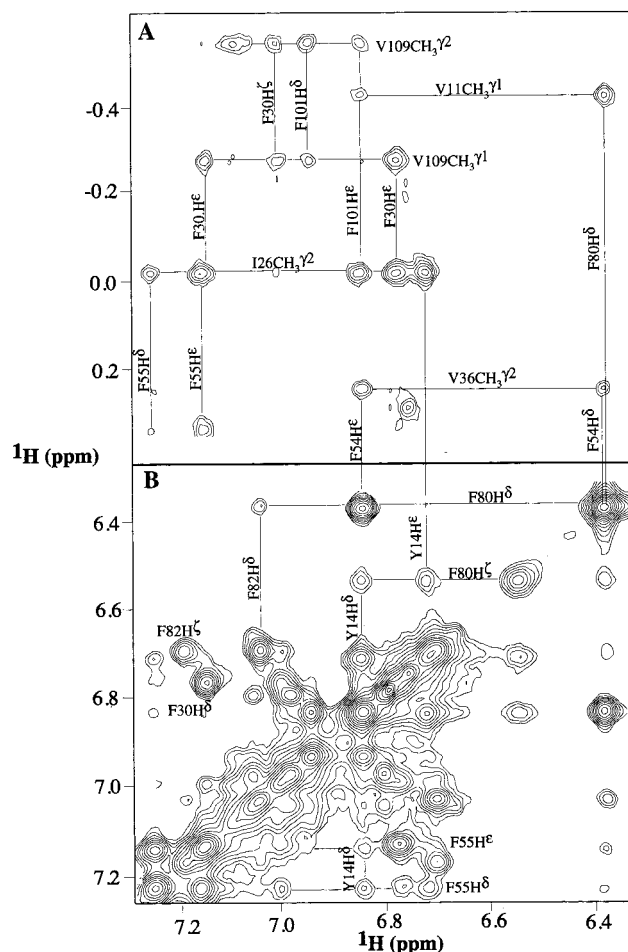 A
V109CH₃γ2
-0.4
F30Hζ
F101Hδ
V11CH₃γ1
V109CH₃γ1
-0.2
F30.Hε
F101Hε
F30Hε
F80Hδ
0.0
I26CH₃γ2
F55Hδ
F55Hε
0.2
V36CH₃γ2
F54Hε
F54Hδ
¹H (ppm)
B
6.4
F80Hδ
Y14Hε
F82Hδ
F80Hζ
6.6
Y14Hδ
F82Hζ
6.8
F30Hδ
7.0
F55Hε
Y14Hδ
7.2
F55Hδ
7.2 7.0 6.8 6.6 6.4
¹H (ppm)